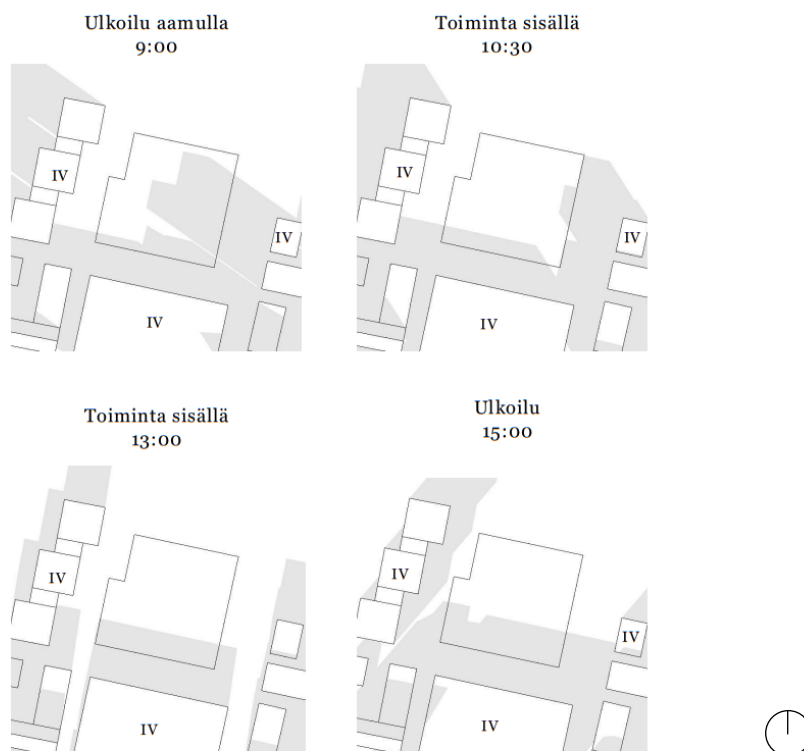 Ulkoilu aamulla
9:00
Toiminta sisällä
10:30
IV
IV
IV
IV
IV
IV
Toiminta sisällä
13:00
Ulkoilu
15:00
IV
IV
IV
IV
IV